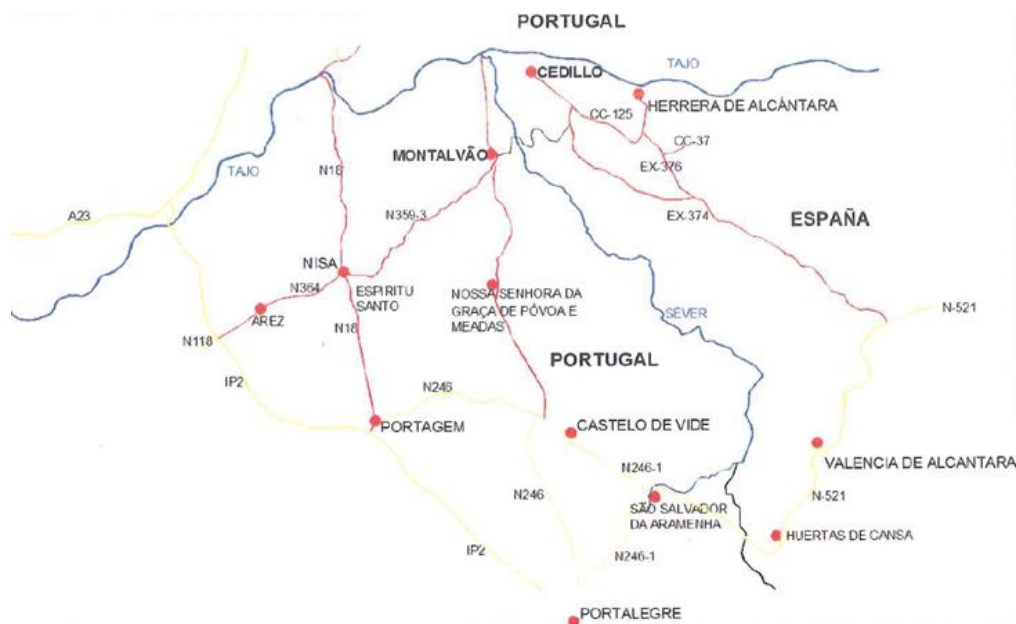 PORTUGAL
CEDILLO
TAJO
HERRERA DE ALCÁNTARA
CC-125
CC-37
MONTALVÃO
EX-376
N18
TAJO
N359-3
EX-374
ESPAÑA
A23
NISA
ESPIRITU
SANTO
N364
AREZ
NOSSA SENHORA DA
GRAÇA DE PÓVOA E
MEADAS
SÉVER
N-521
N18
N118
PORTUGAL
IP2
N246
PORTAGEM
CASTELO DE VIDE
VALENCIA DE ALCANTARA
N246-1
N246
N-521
SÃO SALVADOR
DA ARAMENHA
HUERTAS DE CANSA
IP2
N246-1
PORTALEGRE